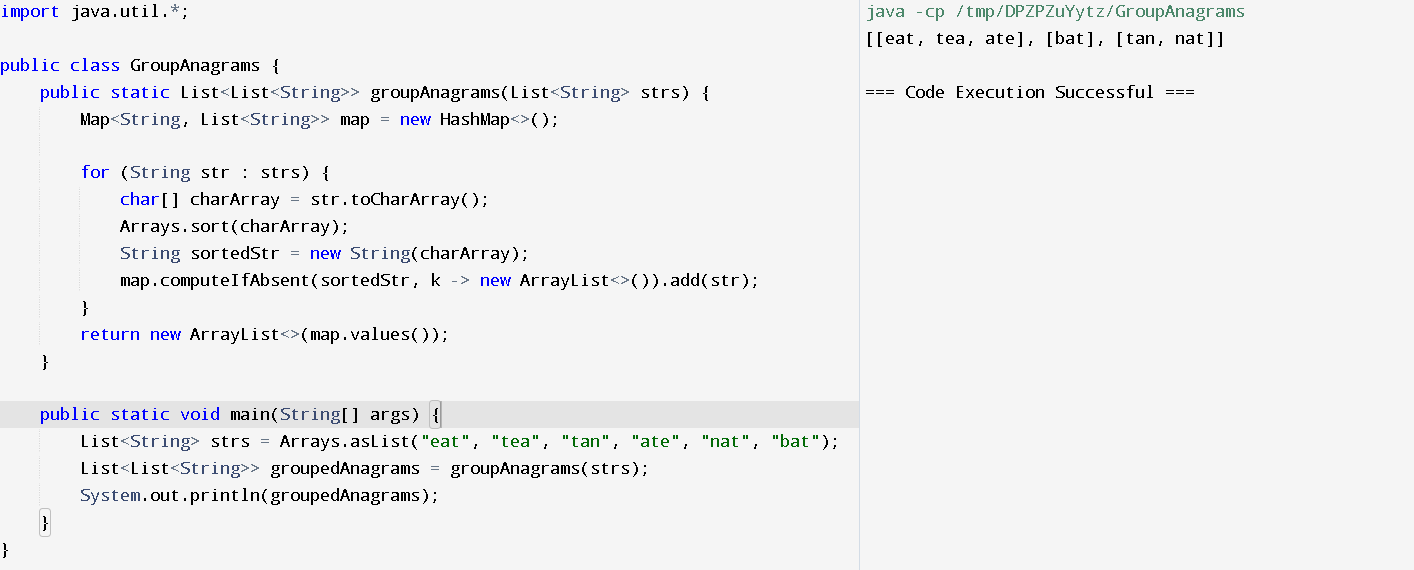 import java.util.*;
public class GroupAnagrams {
    public static List<List<String>> groupAnagrams(List<String> strs) {
        Map<String, List<String>> map = new HashMap<>();
        for (String str : strs) {
            char[] charArray = str.toCharArray();
            Arrays.sort(charArray);
            String sortedStr = new String(charArray);
            map.computeIfAbsent(sortedStr, k -> new ArrayList<>()).add(str);
        }
        return new ArrayList<>(map.values());
    }
    public static void main(String[] args) {
        List<String> strs = Arrays.asList("eat", "tea", "tan", "ate", "nat", "bat");
        List<List<String>> groupedAnagrams = groupAnagrams(strs);
        System.out.println(groupedAnagrams);
    }
}
java -cp /tmp/DPZPZuYytz/GroupAnagrams
[[eat, tea, ate], [bat], [tan, nat]]
=== Code Execution Successful ===